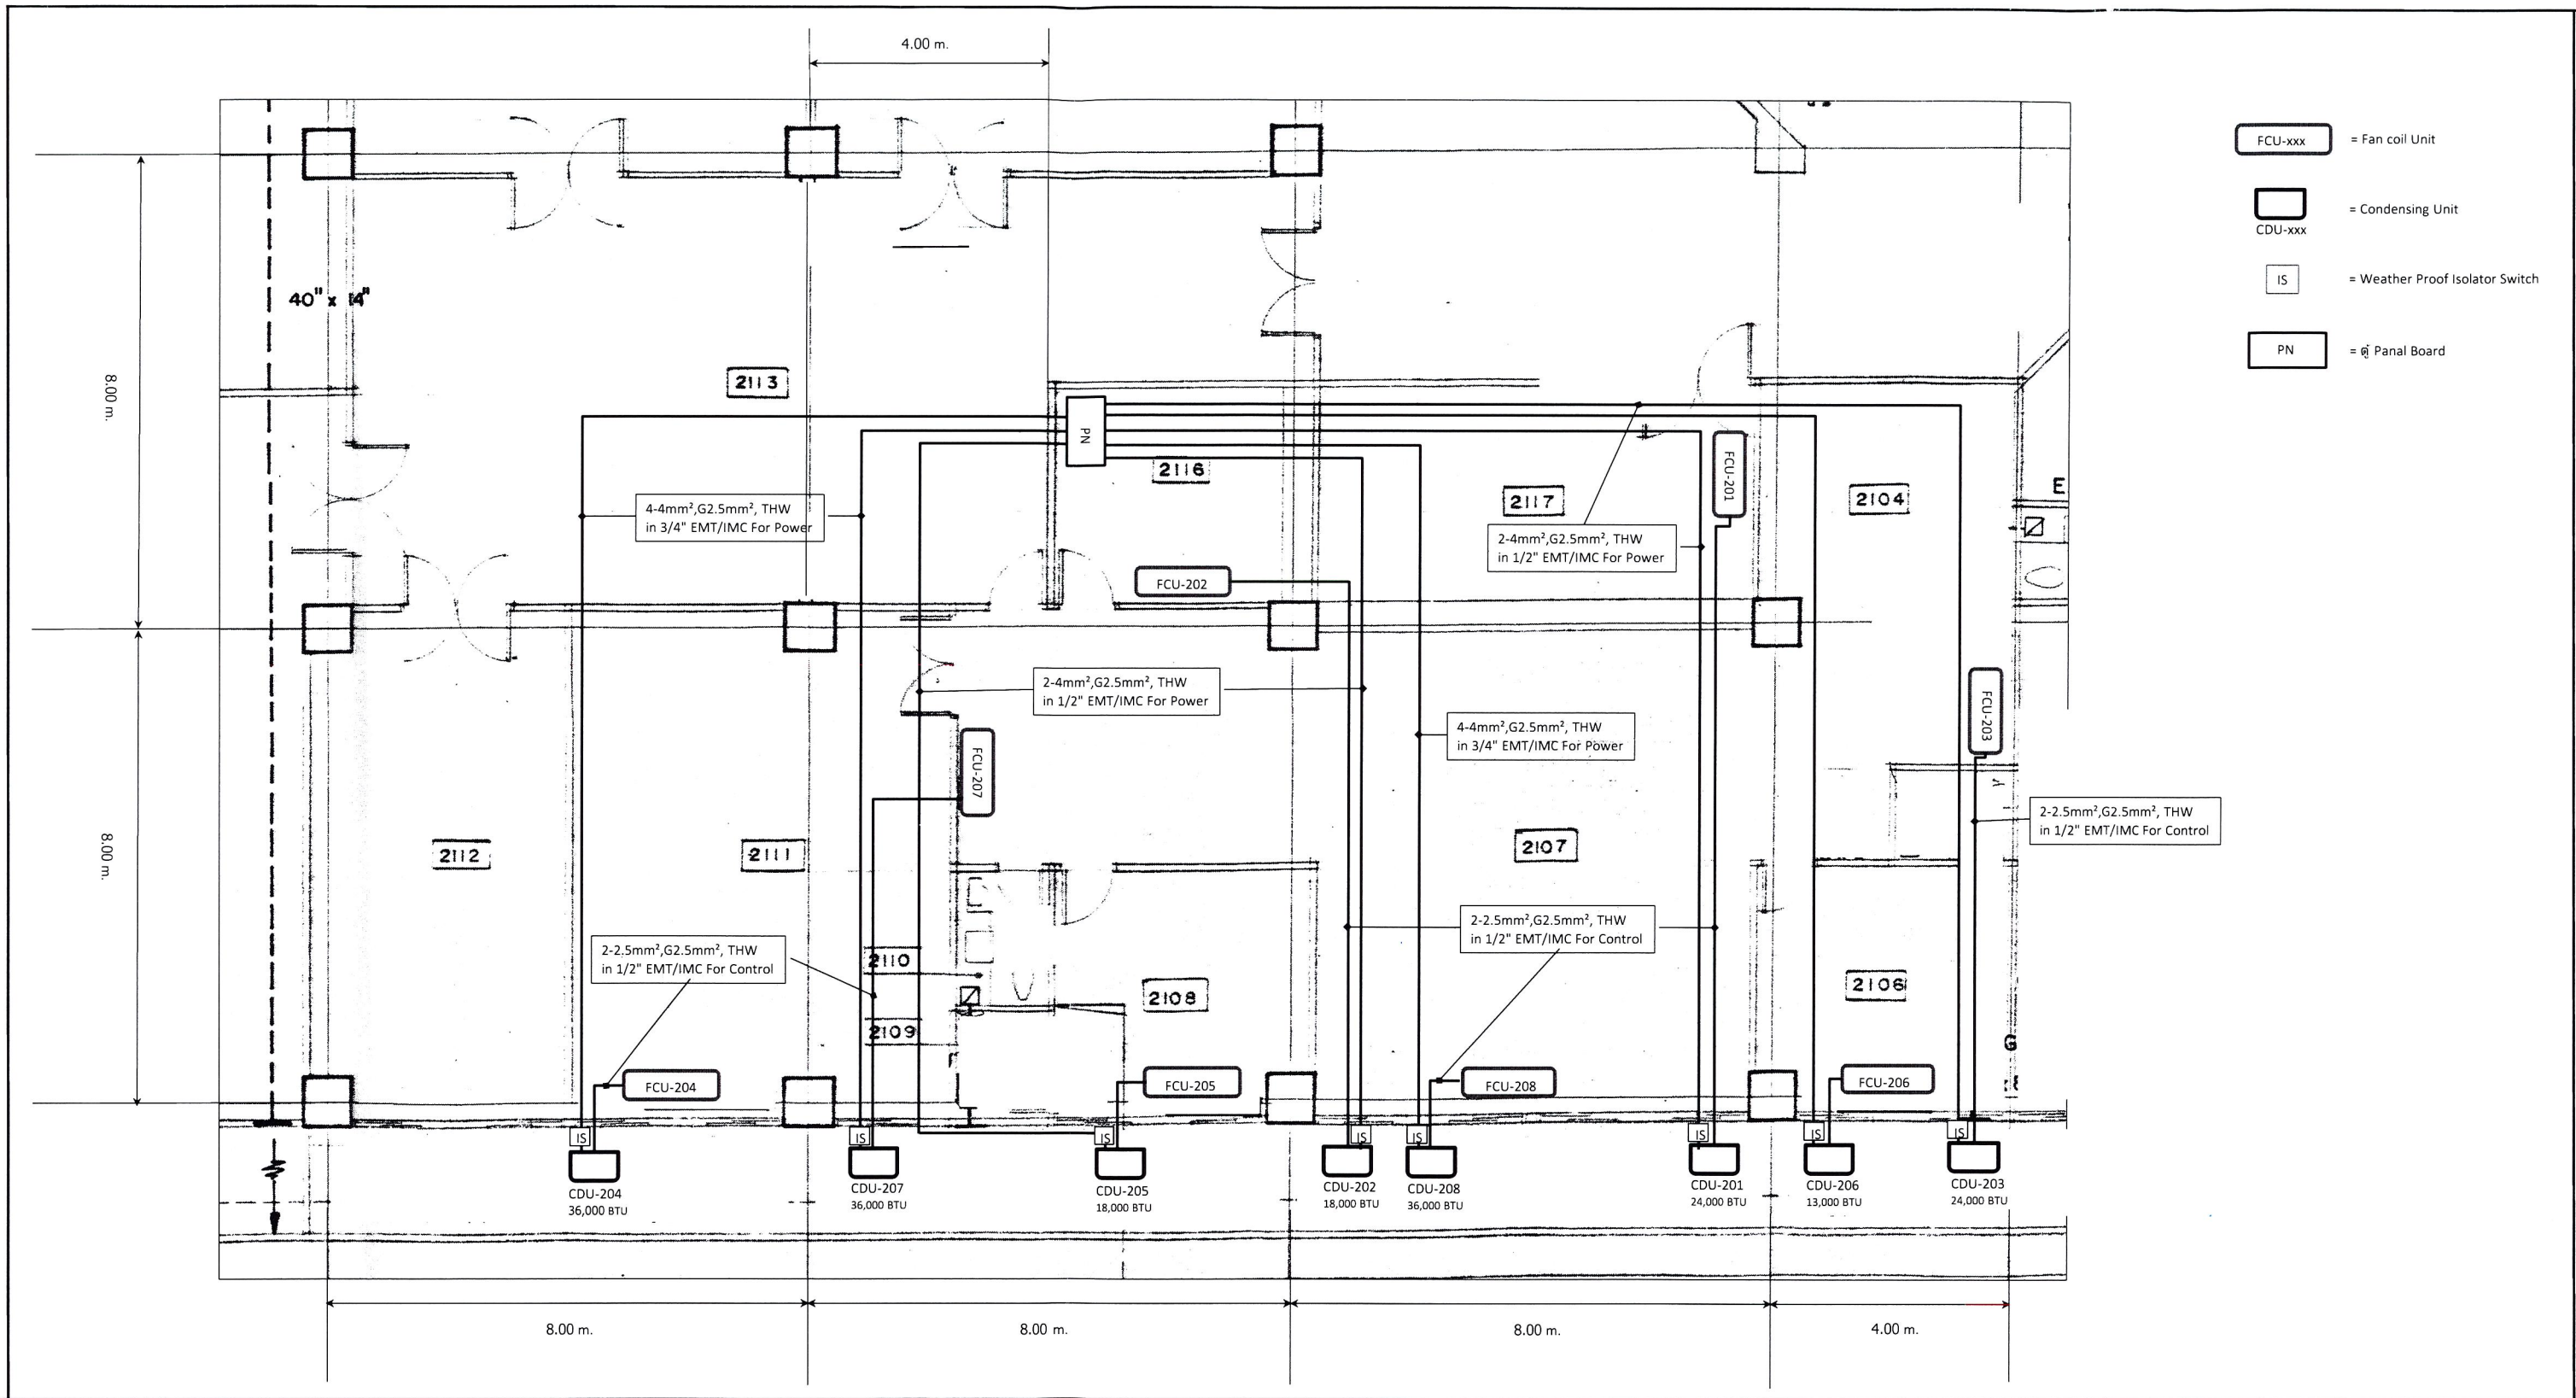 4.00 m.
FCU-xxx
= Fan coil Unit
CDU-xxx
= Condensing Unit
IS
= Weather Proof Isolator Switch
PN
= ตู้ Panal Board
40" x 14"
8.00 m.
2113
PN
2116
FCU-201
2117
2104
E
4-4mm²,G2.5mm², THW
in 3/4" EMT/IMC For Power
2-4mm²,G2.5mm², THW
in 1/2" EMT/IMC For Power
FCU-202
2-4mm²,G2.5mm², THW
in 1/2" EMT/IMC For Power
FCU-203
4-4mm²,G2.5mm², THW
in 3/4" EMT/IMC For Power
FCU-207
8.00 m.
2112
2111
2107
2-2.5mm²,G2.5mm², THW
in 1/2" EMT/IMC For Control
2-2.5mm²,G2.5mm², THW
in 1/2" EMT/IMC For Control
2-2.5mm²,G2.5mm², THW
in 1/2" EMT/IMC For Control
2110
2108
2106
2109
G
FCU-204
FCU-205
FCU-208
FCU-206
IS
IS
IS
IS
IS
IS
IS
IS
CDU-204
36,000 BTU
CDU-207
36,000 BTU
CDU-205
18,000 BTU
CDU-202
18,000 BTU
CDU-208
36,000 BTU
CDU-201
24,000 BTU
CDU-206
13,000 BTU
CDU-203
24,000 BTU
8.00 m.
8.00 m.
8.00 m.
4.00 m.